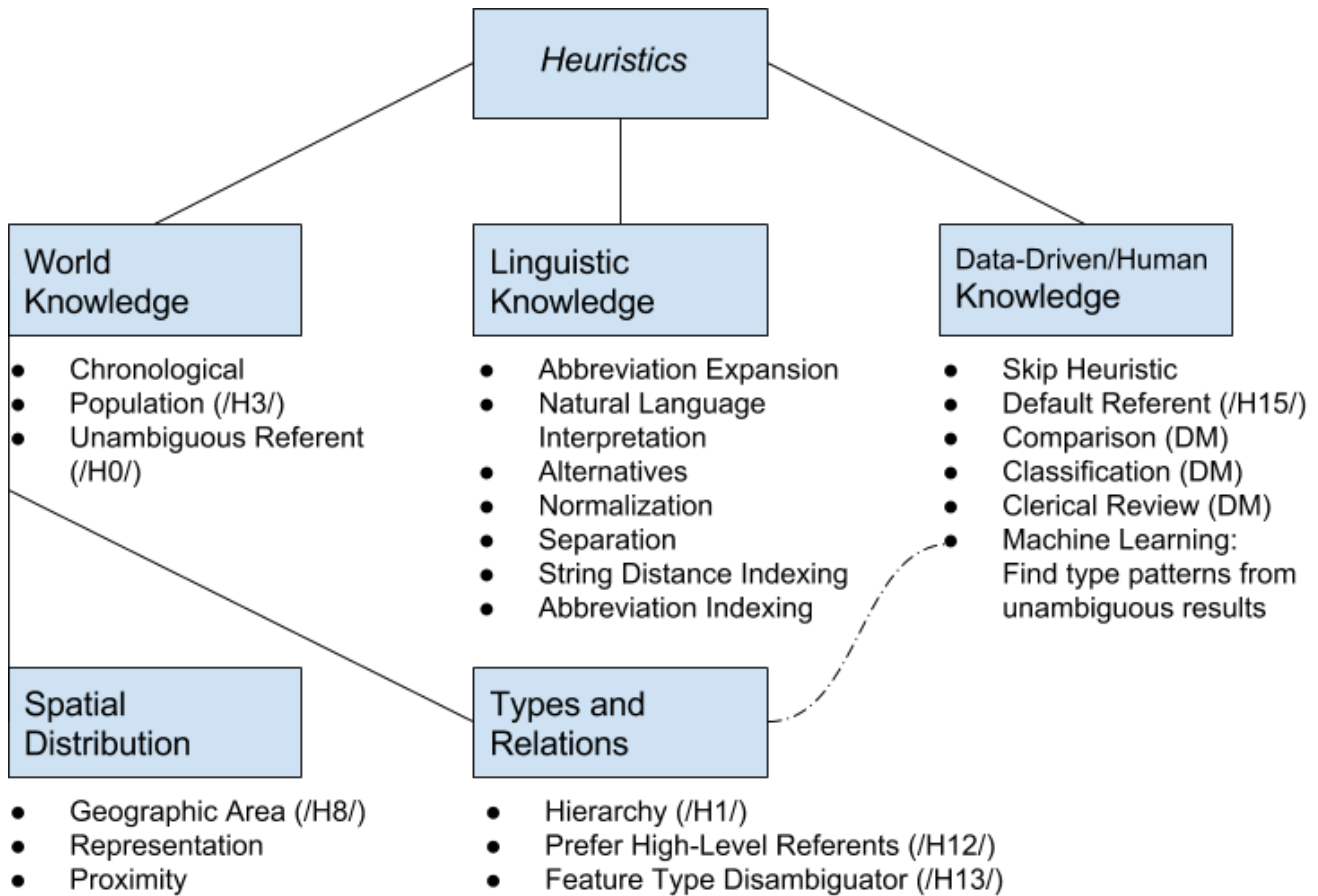 Heuristics
World
Knowledge
● Chronological
● Population (/H3/)
● Unambiguous Referent
(/H0/)
Linguistic
Knowledge
● Abbreviation Expansion
● Natural Language
Interpretation
● Alternatives
● Normalization
● Separation
● String Distance Indexing
● Abbreviation Indexing
Data-Driven/Human
Knowledge
● Skip Heuristic
● Default Referent (/H15/)
● Comparison (DM)
● Classification (DM)
● Clerical Review (DM)
● Machine Learning:
Find type patterns from
unambiguous results
Spatial
Distribution
● Geographic Area (/H8/)
● Representation
● Proximity
Types and
Relations
● Hierarchy (/H1/)
● Prefer High-Level Referents (/H12/)
● Feature Type Disambiguator (/H13/)